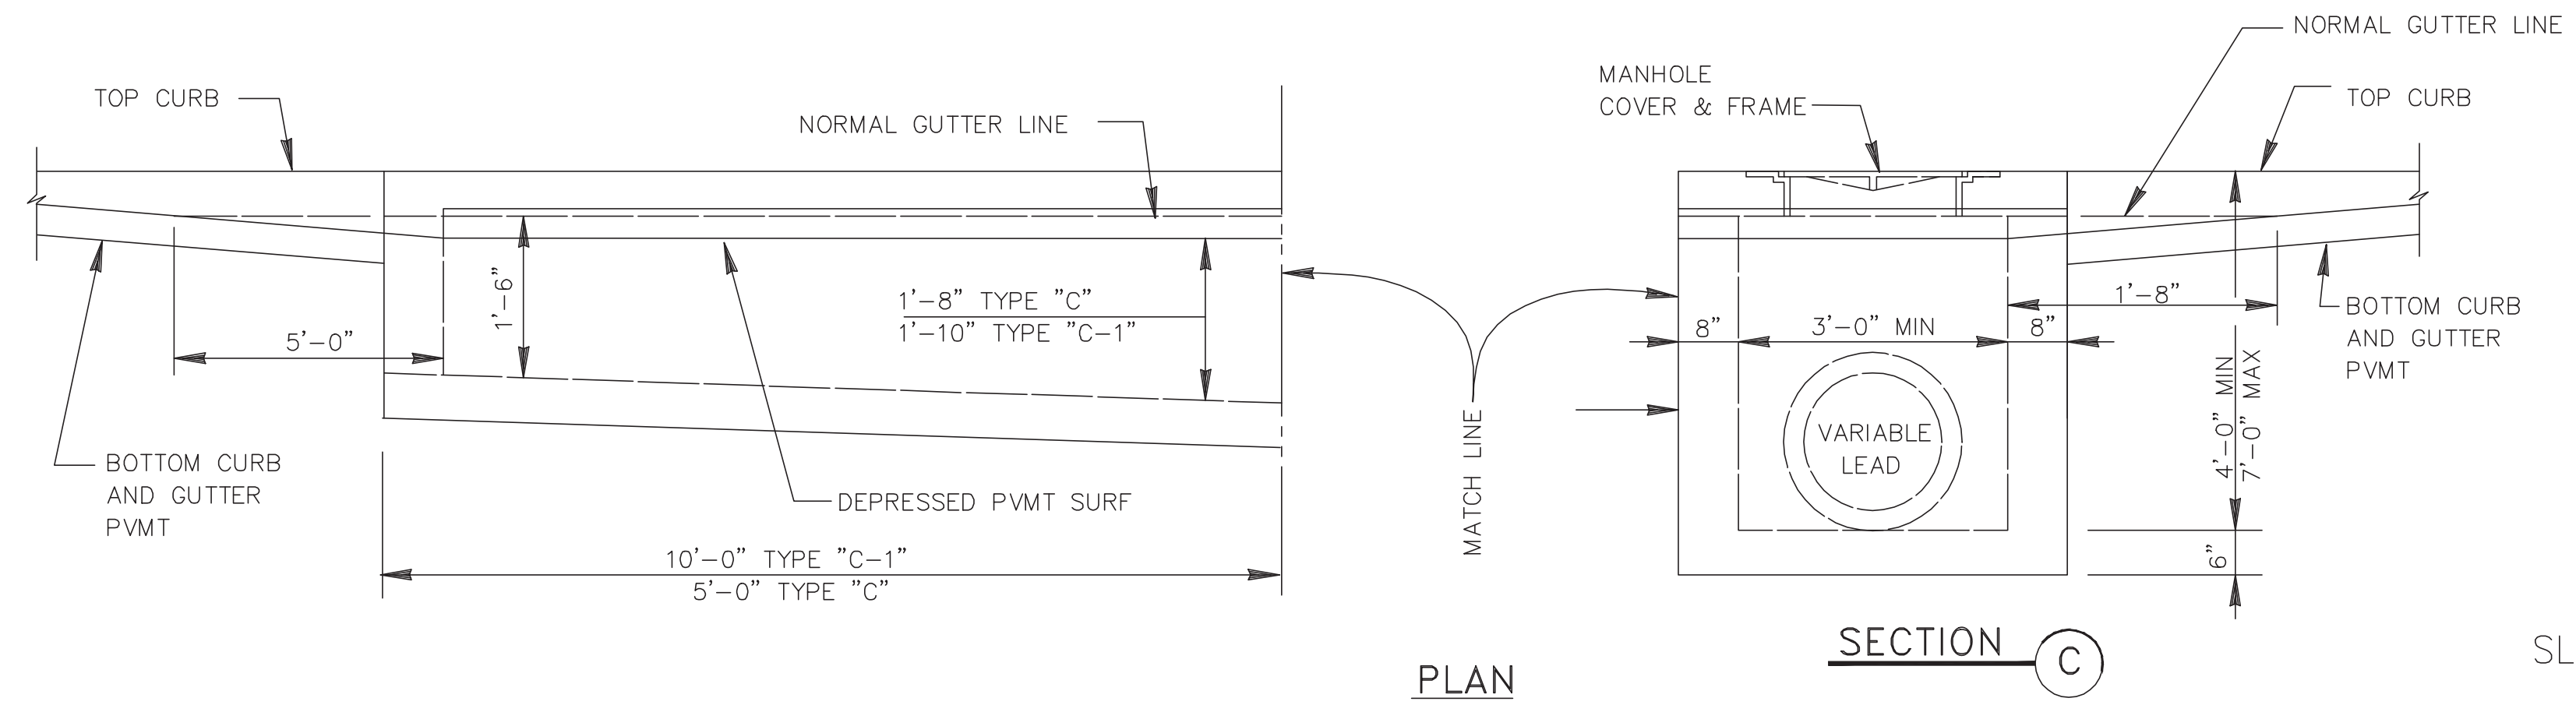 NORMAL GUTTER LINE
MANHOLE
COVER & FRAME
TOP CURB
TOP CURB
NORMAL GUTTER LINE
1'-6"
1'-8" TYPE "C"
1'-10" TYPE "C-1"
5'-0"
BOTTOM CURB
AND GUTTER
PVMT
DEPRESSED PVMT SURF
10'-0" TYPE "C-1"
5'-0" TYPE "C"
MATCH LINE
8"
3'-0" MIN
8"
1'-8"
BOTTOM CURB
AND GUTTER
PVMT
VARIABLE
LEAD
4'-0" MIN
7'-0" MAX
6"
SECTION C
PLAN
SL